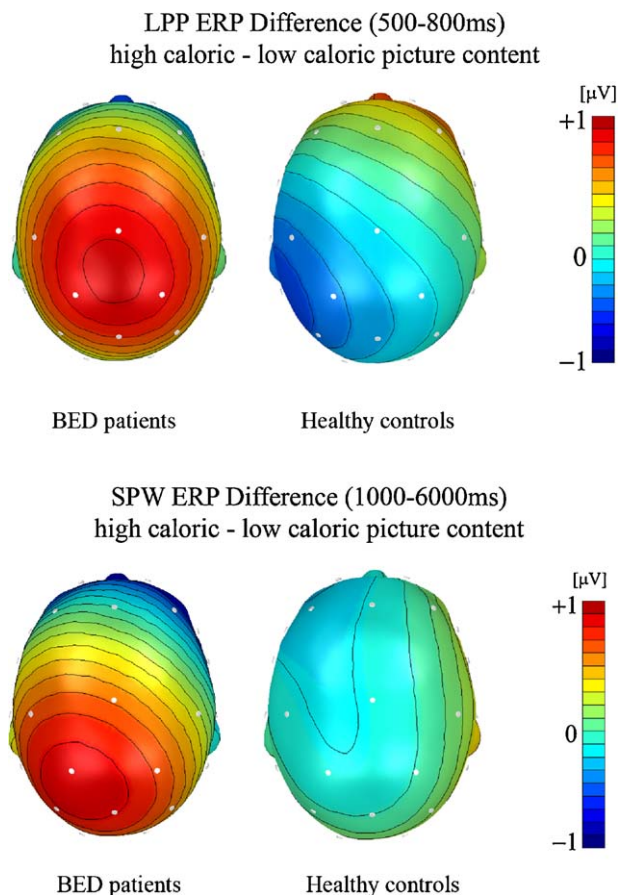 LPP ERP Difference (500-800ms)
high caloric - low caloric picture content
[µV]
+1
0
−1
BED patients Healthy controls
SPW ERP Difference (1000-6000ms)
high caloric - low caloric picture content
[µV]
+1
0
−1
BED patients Healthy controls